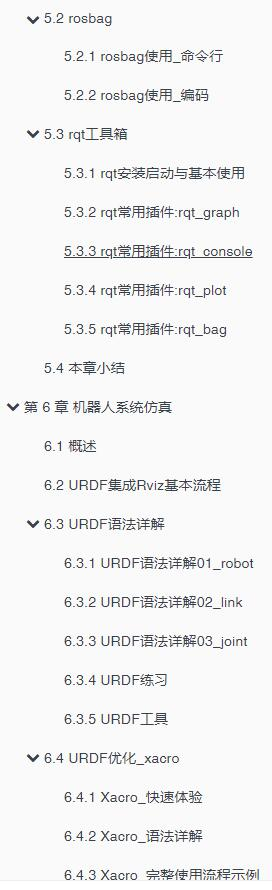 5.2 rosbag
5.2.1 rosbag使用_命令行
5.2.2 rosbag使用_编码
5.3 rqt工具箱
5.3.1 rqt安装启动与基本使用
5.3.2 rqt常用插件:rqt_graph
5.3.3 rqt常用插件:rqt_console
5.3.4 rqt常用插件:rqt_plot
5.3.5 rqt常用插件:rqt_bag
5.4 本章小结
第 6 章 机器人系统仿真
6.1 概述
6.2 URDF集成Rviz基本流程
6.3 URDF语法详解
6.3.1 URDF语法详解01_robot
6.3.2 URDF语法详解02_link
6.3.3 URDF语法详解03_joint
6.3.4 URDF练习
6.3.5 URDF工具
6.4 URDF优化_xacro
6.4.1 Xacro_快速体验
6.4.2 Xacro_语法详解
6.4.3 Xacro_完整使用流程示例